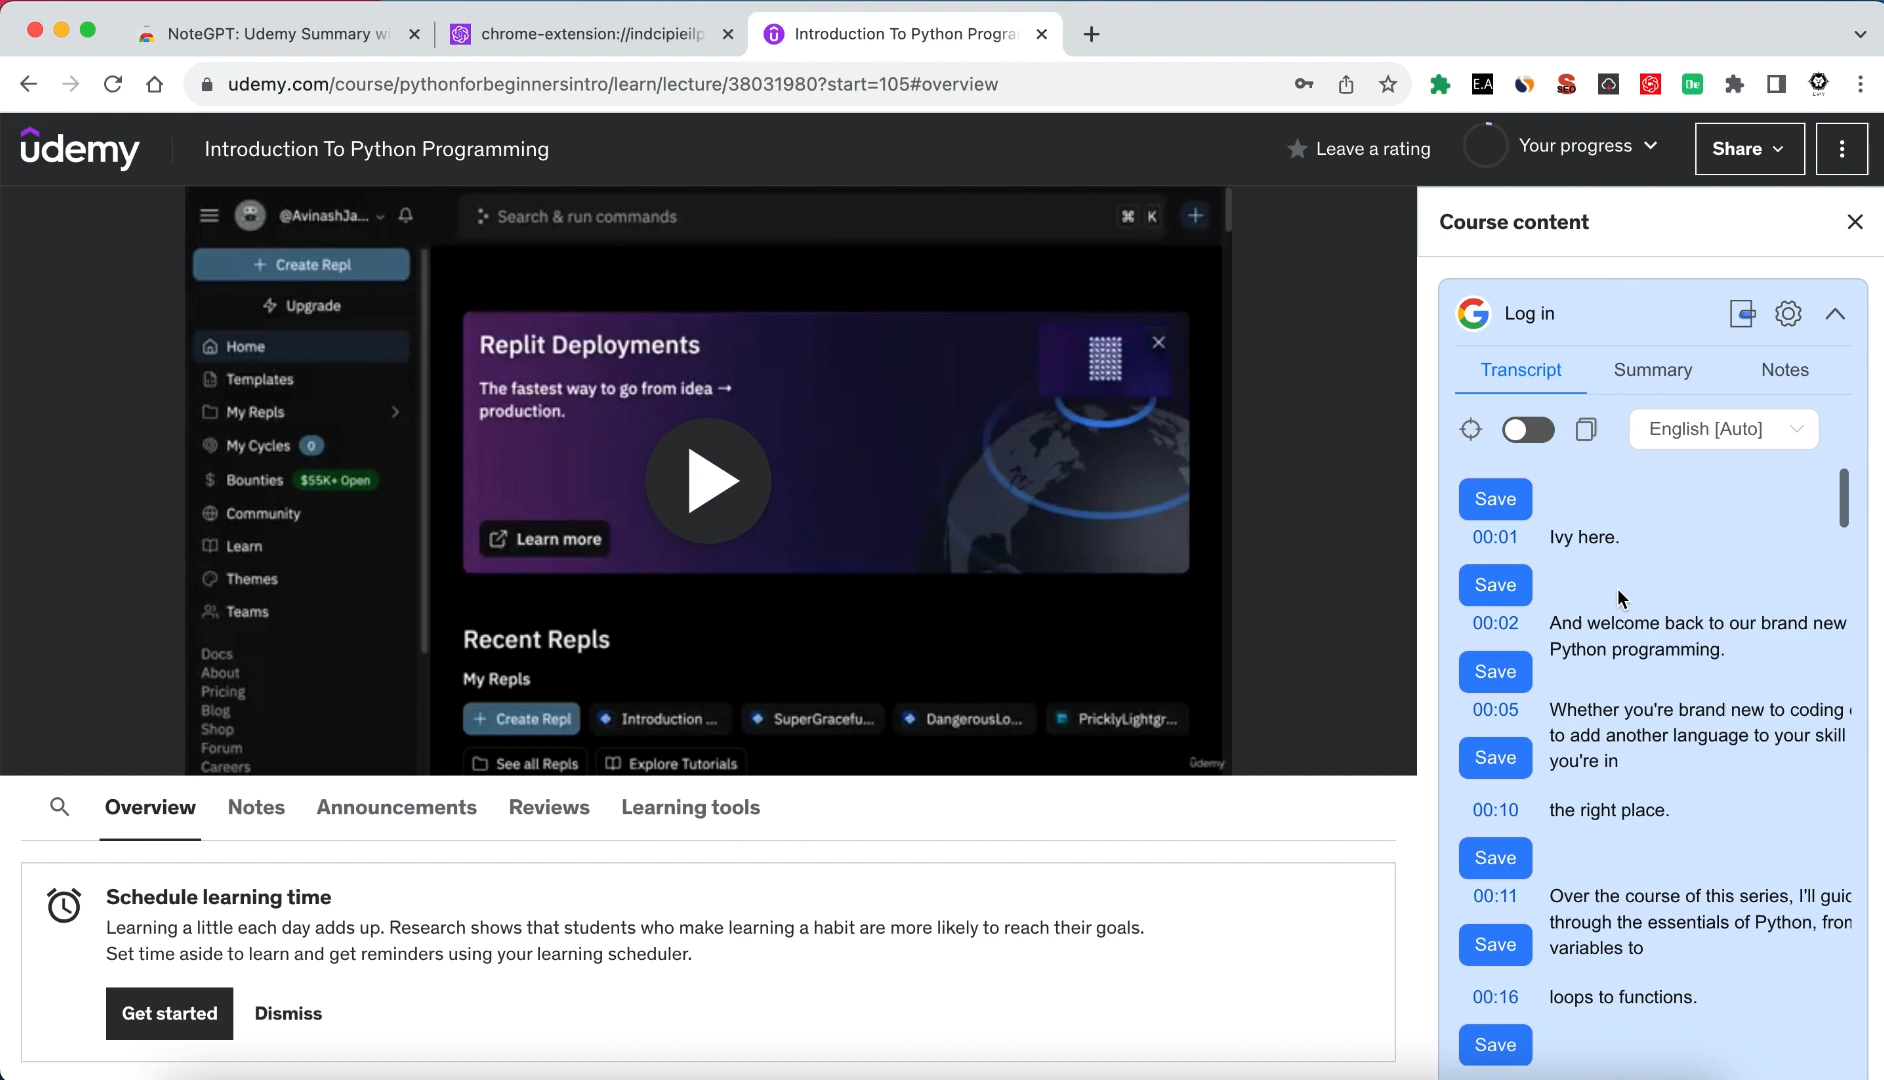 NoteGPT: Udemy Summary wi
chrome-extension://indcipieilp
Introduction To Python Progra
udemy.com/course/pythonforbeginnersintro/learn/lecture/38031980?start=105#overview
E.A
SEO
De
udemy
Introduction To Python Programming
Leave a rating
Your progress
Share
@AvinashJa...
Search & run commands
⌘ K
+ Create Repl
Upgrade
Home
Templates
My Repls
My Cycles 0
Bounties $55K+ Open
Community
Learn
Themes
Teams
Docs
About
Pricing
Blog
Shop
Forum
Careers
Replit Deployments
The fastest way to go from idea →
production.
Learn more
Recent Repls
My Repls
+ Create Repl
Introduction ...
SuperGracefu...
DangerousLo...
PricklyLightgr...
See all Repls
Explore Tutorials
ûdemy
Overview
Notes
Announcements
Reviews
Learning tools
Schedule learning time
Learning a little each day adds up. Research shows that students who make learning a habit are more likely to reach their goals.
Set time aside to learn and get reminders using your learning scheduler.
Get started
Dismiss
Course content
Log in
Transcript
Summary
Notes
English [Auto]
Save
00:01 Ivy here.
Save
00:02 And welcome back to our brand new
Python programming.
Save
00:05 Whether you're brand new to coding
to add another language to your skill
Save
you're in
00:10 the right place.
Save
00:11 Over the course of this series, I'll guid
through the essentials of Python, from
Save
variables to
00:16 loops to functions.
Save